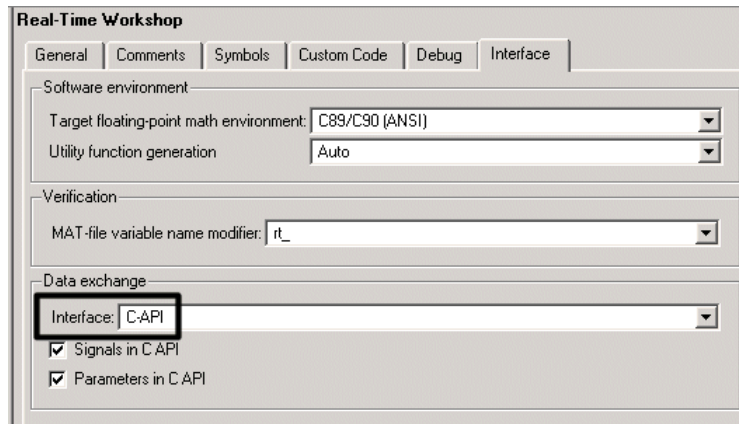 Real-Time Workshop
General Comments Symbols Custom Code Debug Interface
Software environment
Target floating-point math environment: C89/C90 (ANSI)
Utility function generation Auto
Verification
MAT-file variable name modifier: rt_
Data exchange
Interface: C-API
Signals in C API
Parameters in C API